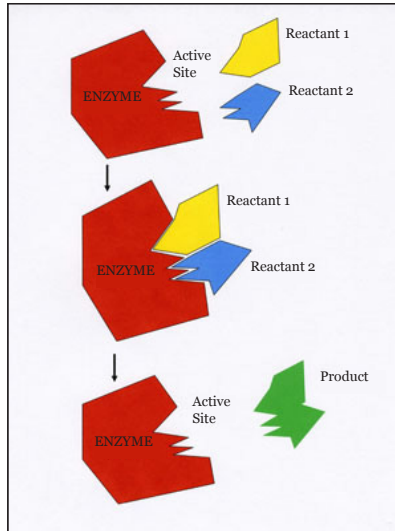 Reactant 1
Active
Site
ENZYME
Reactant 2
Reactant 1
ENZYME
Reactant 2
Product
Active
Site
ENZYME